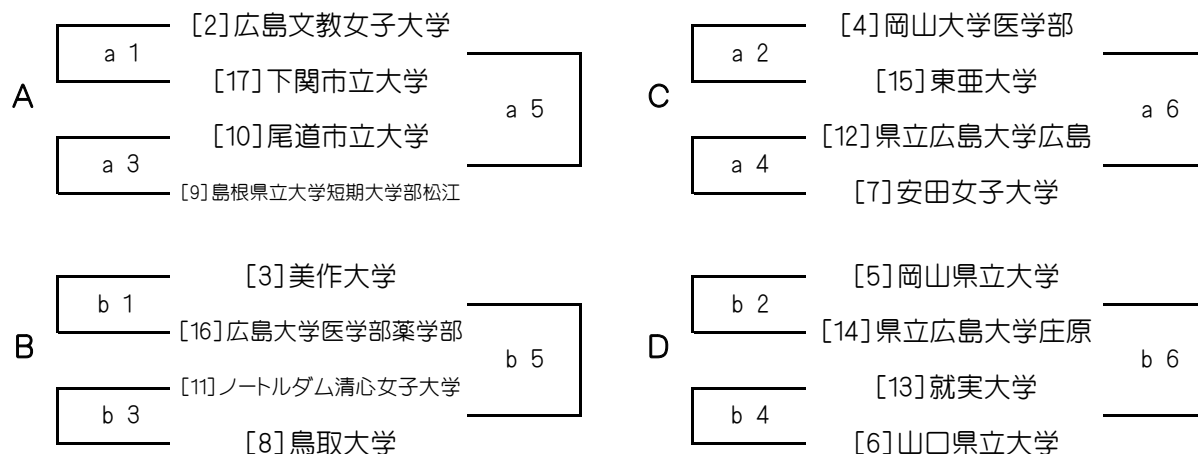 [2]広島文教女子大学
a 1
[17]下関市立大学
A
a 5
[10]尾道市立大学
a 3
[9]島根県立大学短期大学部松江
[4]岡山大学医学部
a 2
[15]東亜大学
C
a 6
[12]県立広島大学広島
a 4
[7]安田女子大学
[3]美作大学
b 1
[16]広島大学医学部薬学部
B
b 5
[11]ノートルダム清心女子大学
b 3
[8]鳥取大学
[5]岡山県立大学
b 2
[14]県立広島大学庄原
D
b 6
[13]就実大学
b 4
[6]山口県立大学